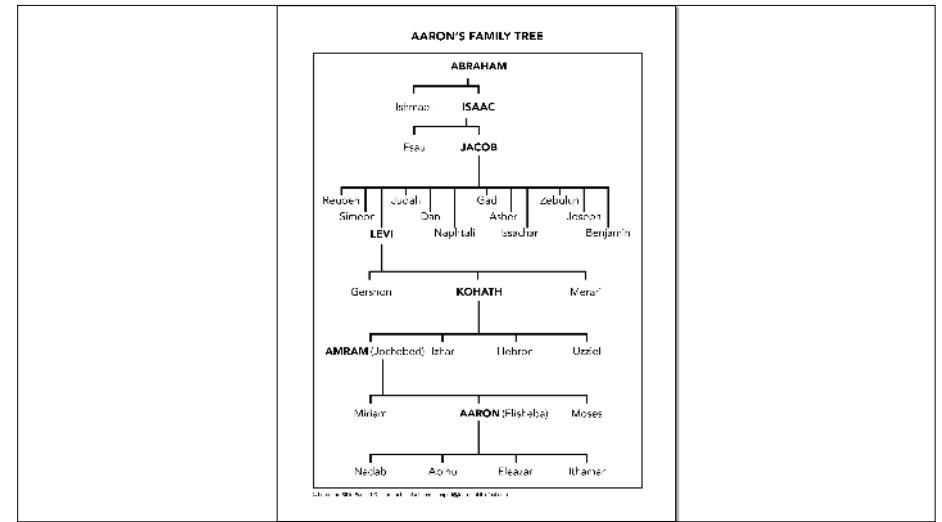 AARON'S FAMILY TREE
ABRAHAM
Ishmael ISAAC
Esau JACOB
Reuben Judah Gad Zebulun
Simeon Dan Asher Joseph
LEVI Naphtali Issachar Benjamin
Gershon KOHATH Merari
AMRAM (Jochebed) Izhar Hebron Uzziel
Miriam AARON (Elisheba) Moses
Nadab Abihu Eleazar Ithamar